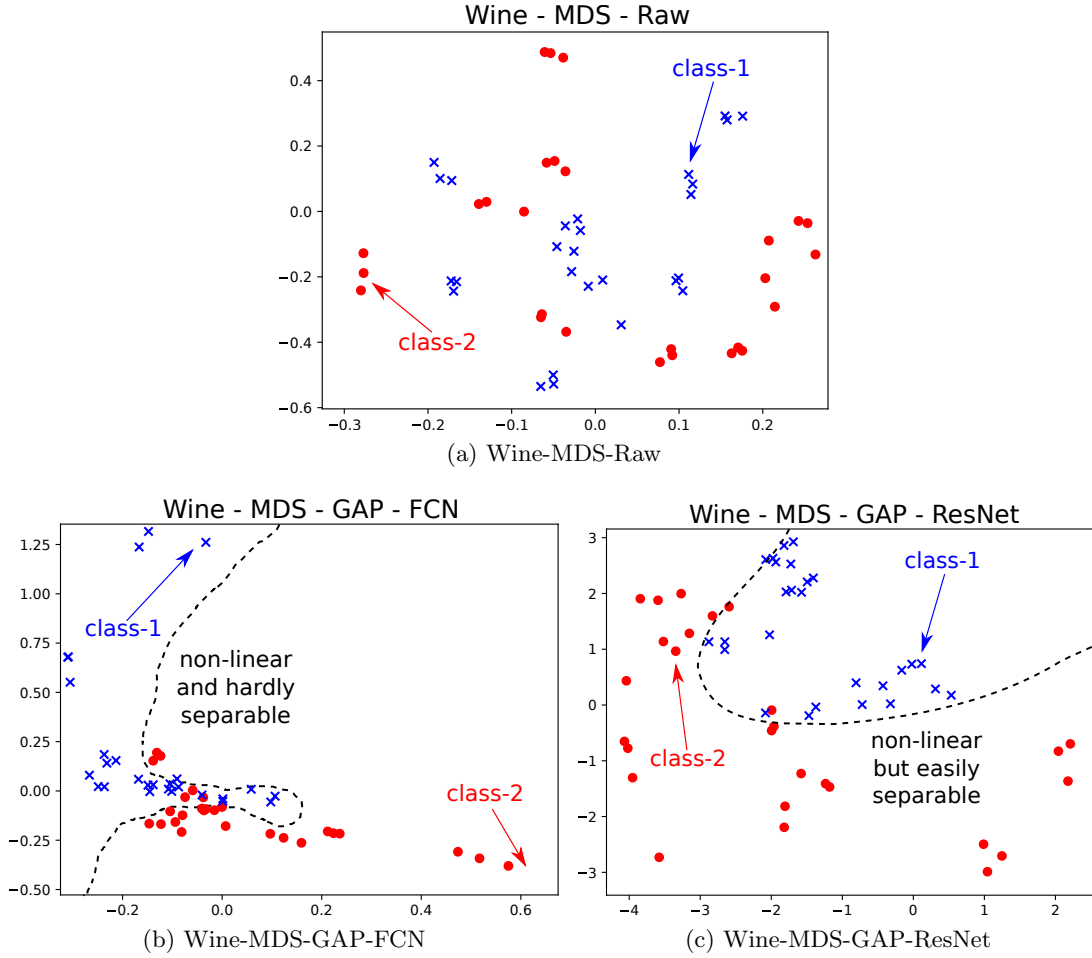 Wine - MDS - Raw
class-1
class-2
0.4
0.2
0.0
−0.2
−0.4
−0.6
−0.3
−0.2
−0.1
0.0
0.1
0.2
(a) Wine-MDS-Raw
Wine - MDS - GAP - FCN
1.25
1.00
0.75
0.50
0.25
0.00
−0.25
−0.50
class-1
non-linear
and hardly
separable
class-2
−0.2
0.0
0.2
0.4
0.6
(b) Wine-MDS-GAP-FCN
Wine - MDS - GAP - ResNet
3
2
1
0
−1
−2
−3
class-1
class-2
non-linear
but easily
separable
−4
−3
−2
−1
0
1
2
(c) Wine-MDS-GAP-ResNet